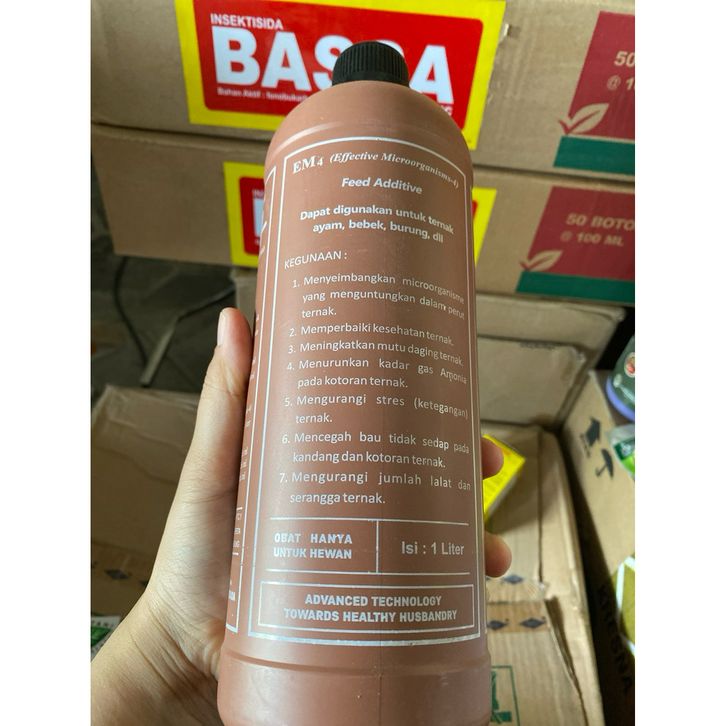 INSEKTISIDA
BASSA
50
@ 1
EM4 (Effective Microorganisms-4)
Feed Additive
Dapat digunakan untuk ternak
ayam, bebek, burung, dll
KEGUNAAN :
1. Menyeimbangkan microorganisme
yang menguntungkan dalam perut
ternak.
2. Memperbaiki kesehatan ternak.
3. Meningkatkan mutu daging ternak.
4. Menurunkan kadar gas Amonia
pada kotoran ternak.
5. Mengurangi stres (ketegangan)
ternak.
6. Mencegah bau tidak sedap pada
kandang dan kotoran ternak.
7. Mengurangi jumlah lalat dan
serangga ternak.
OBAT HANYA
UNTUK HEWAN
Isi : 1 Liter
ADVANCED TECHNOLOGY
TOWARDS HEALTHY HUSBANDRY
50 BOTO
@ 100 ML